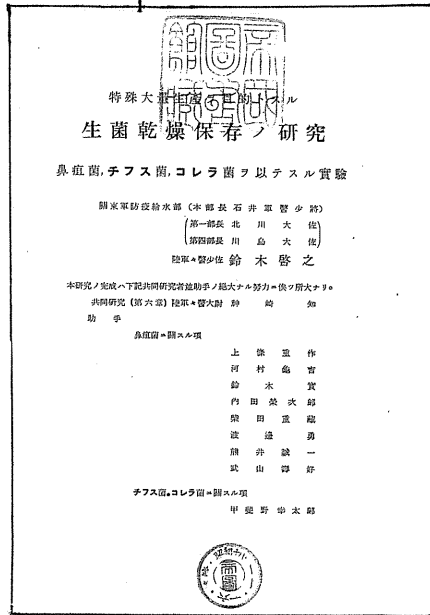 特殊大量生産ヲ目的トスル
生菌乾燥保存ノ研究
鼻疽菌,チフス菌,コレラ菌ヲ以テスル實驗
關東軍防疫給水部(本部長石井軍醫少將)
第一部長 北川大佐
第四部長 川島大佐
陸軍々醫少佐 鈴木啓之
本研究ノ完成ハ下記共同研究者並助手ノ絶大ナル努力ニ俟ツ所大ナリ。
共同研究(第六章)陸軍々醫大尉 崎 知
助手
鼻疽菌ニ關スル項
上條重作
河村 吉
鈴木實
內田榮次郎
柴田重藏
渡邊勇
熊井誠一
武山 好
チフス菌。コレラ菌ニ關スル項
甲斐野幸太郎